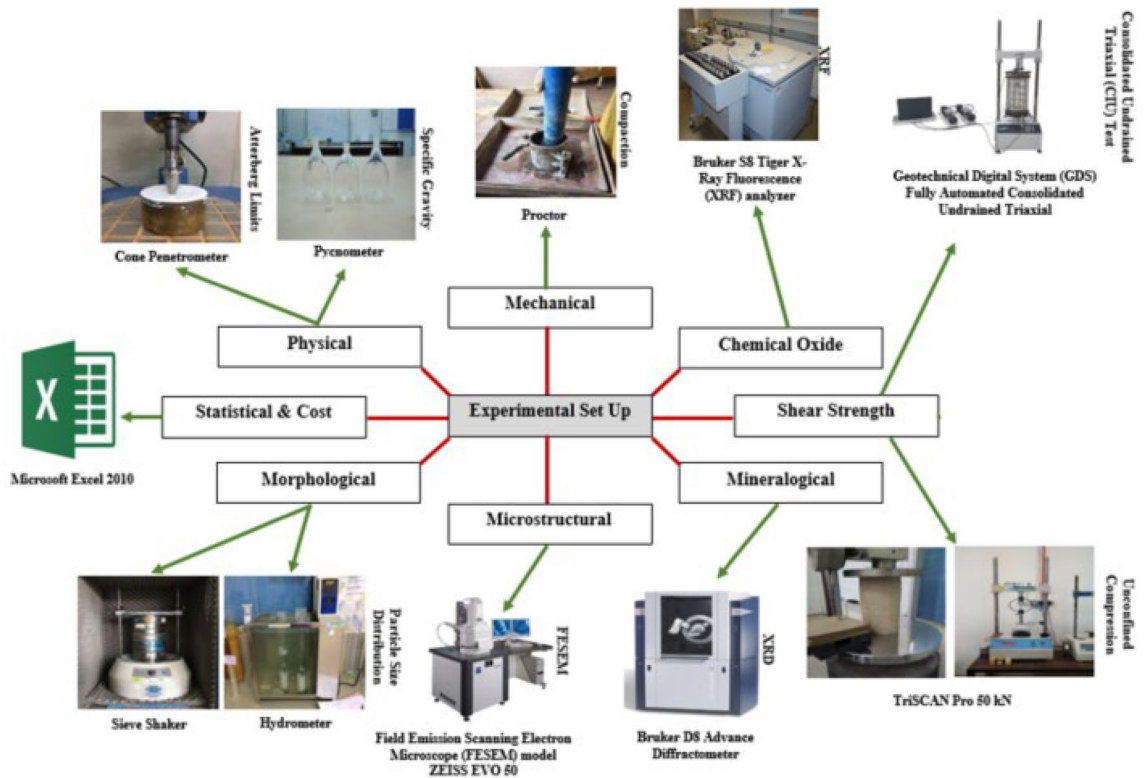 Atterberg Limits
Cone Penetrometer
Specific Gravity
Pycnometer
Compaction
Proctor
XRF
Bruker S8 Tiger X-
Ray Fluorescence
(XRF) analyzer
Consolidated Undrained
Triaxial (CIU) Test
Geotechnical Digital System (GDS)
Fully Automated Consolidated
Undrained Triaxial
Mechanical
Physical
Chemical Oxide
X
Statistical & Cost
Experimental Set Up
Shear Strength
Microsoft Excel 2010
Morphological
Mineralogical
Microstructural
Sieve Shaker
Hydrometer
Particle Size
Distribution
FESEM
Field Emission Scanning Electron
Microscope (FESEM) model
ZEISS EVO 50
XRD
Bruker D8 Advance
Diffractometer
Unconfined
Compression
TriSCAN Pro 50 kN